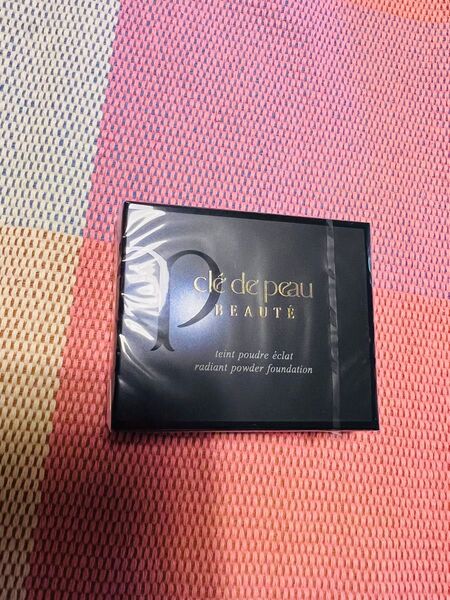 clé de peau
BEAUTÉ
teint poudre éclat
radiant powder foundation